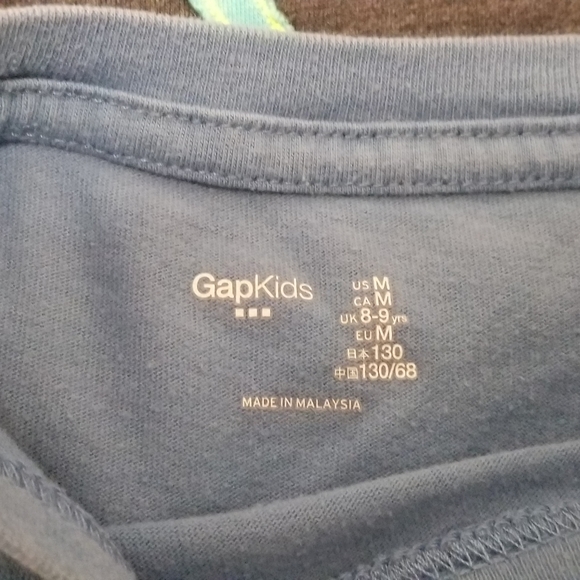 GapKids
US M
CA M
UK 8-9 yrs
EU M
日本 130
中国 130/68
MADE IN MALAYSIA